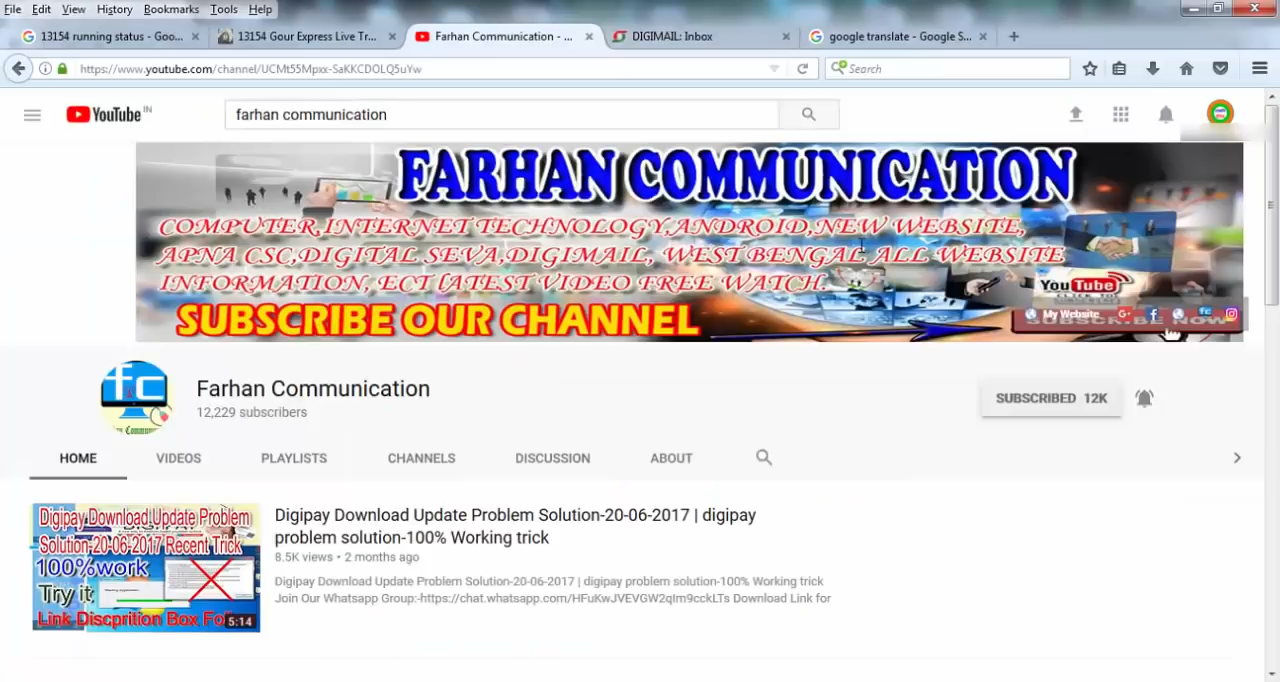 File Edit View History Bookmarks Tools Help
13154 running status - Goo...
13154 Gour Express Live Tr...
Farhan Communication - ...
DIGIMAIL: Inbox
google translate - Google S...
https://www.youtube.com/channel/UCMt55Mpxx-SaKKCDOLQ5uYw
Search
YouTube IN
farhan communication
FARHAN COMMUNICATION
COMPUTER,INTERNET TECHNOLOGY,ANDROID,NEW WEBSITE,
APNA CSC,DIGITAL SEVA,DIGIMAIL, WEST BENGAL ALL WEBSITE
INFORMATION, ECT LATEST VIDEO FREE WATCH.
SUBSCRIBE OUR CHANNEL
YouTube
My Website
SUBSCRIBE NOW
fc
Farhan Communication
12,229 subscribers
SUBSCRIBED 12K
HOME VIDEOS PLAYLISTS CHANNELS DISCUSSION ABOUT
Digipay Download Update Problem
Solution-20-06-2017 Recent Trick
100%work
Try it
Link Discprition Box Fo
5:14
Digipay Download Update Problem Solution-20-06-2017 | digipay
problem solution-100% Working trick
8.5K views • 2 months ago
Digipay Download Update Problem Solution-20-06-2017 | digipay problem solution-100% Working trick
Join Our Whatsapp Group:-https://chat.whatsapp.com/HFuKwJVEVGW2qIm9cckLTs Download Link for